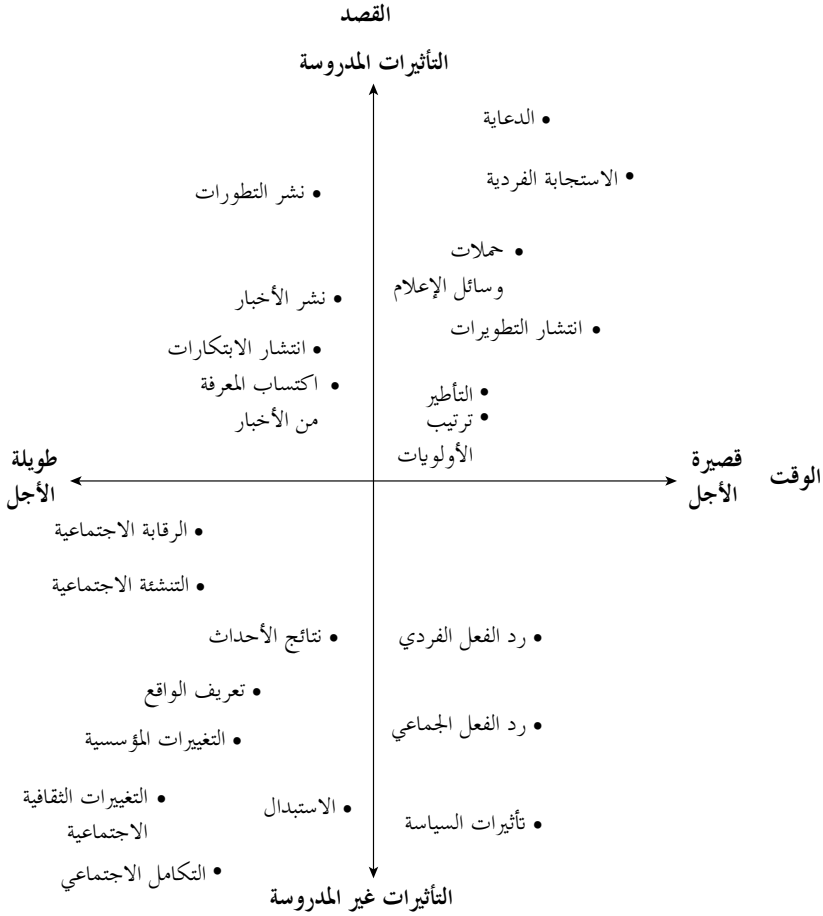 القصد
التأثيرات المدروسة
• الدعاية
• الاستجابة الفردية
• نشر التطورات
• حملات
وسائل الإعلام
• نشر الأخبار
• انتشار التطويرات
• انتشار الابتكارات
• اكتساب المعرفة
من الأخبار
• التأطير
• ترتيب
الأولويات
الوقت
قصيرة
الأجل
طويلة
الأجل
• الرقابة الاجتماعية
• التنشئة الاجتماعية
• رد الفعل الفردي
• نتائج الأحداث
• تعريف الواقع
• رد الفعل الجماعي
• التغييرات المؤسسية
• تأثيرات السياسة
• الاستبدال
• التغييرات الثقافية
الاجتماعية
• التكامل الاجتماعي
التأثيرات غير المدروسة